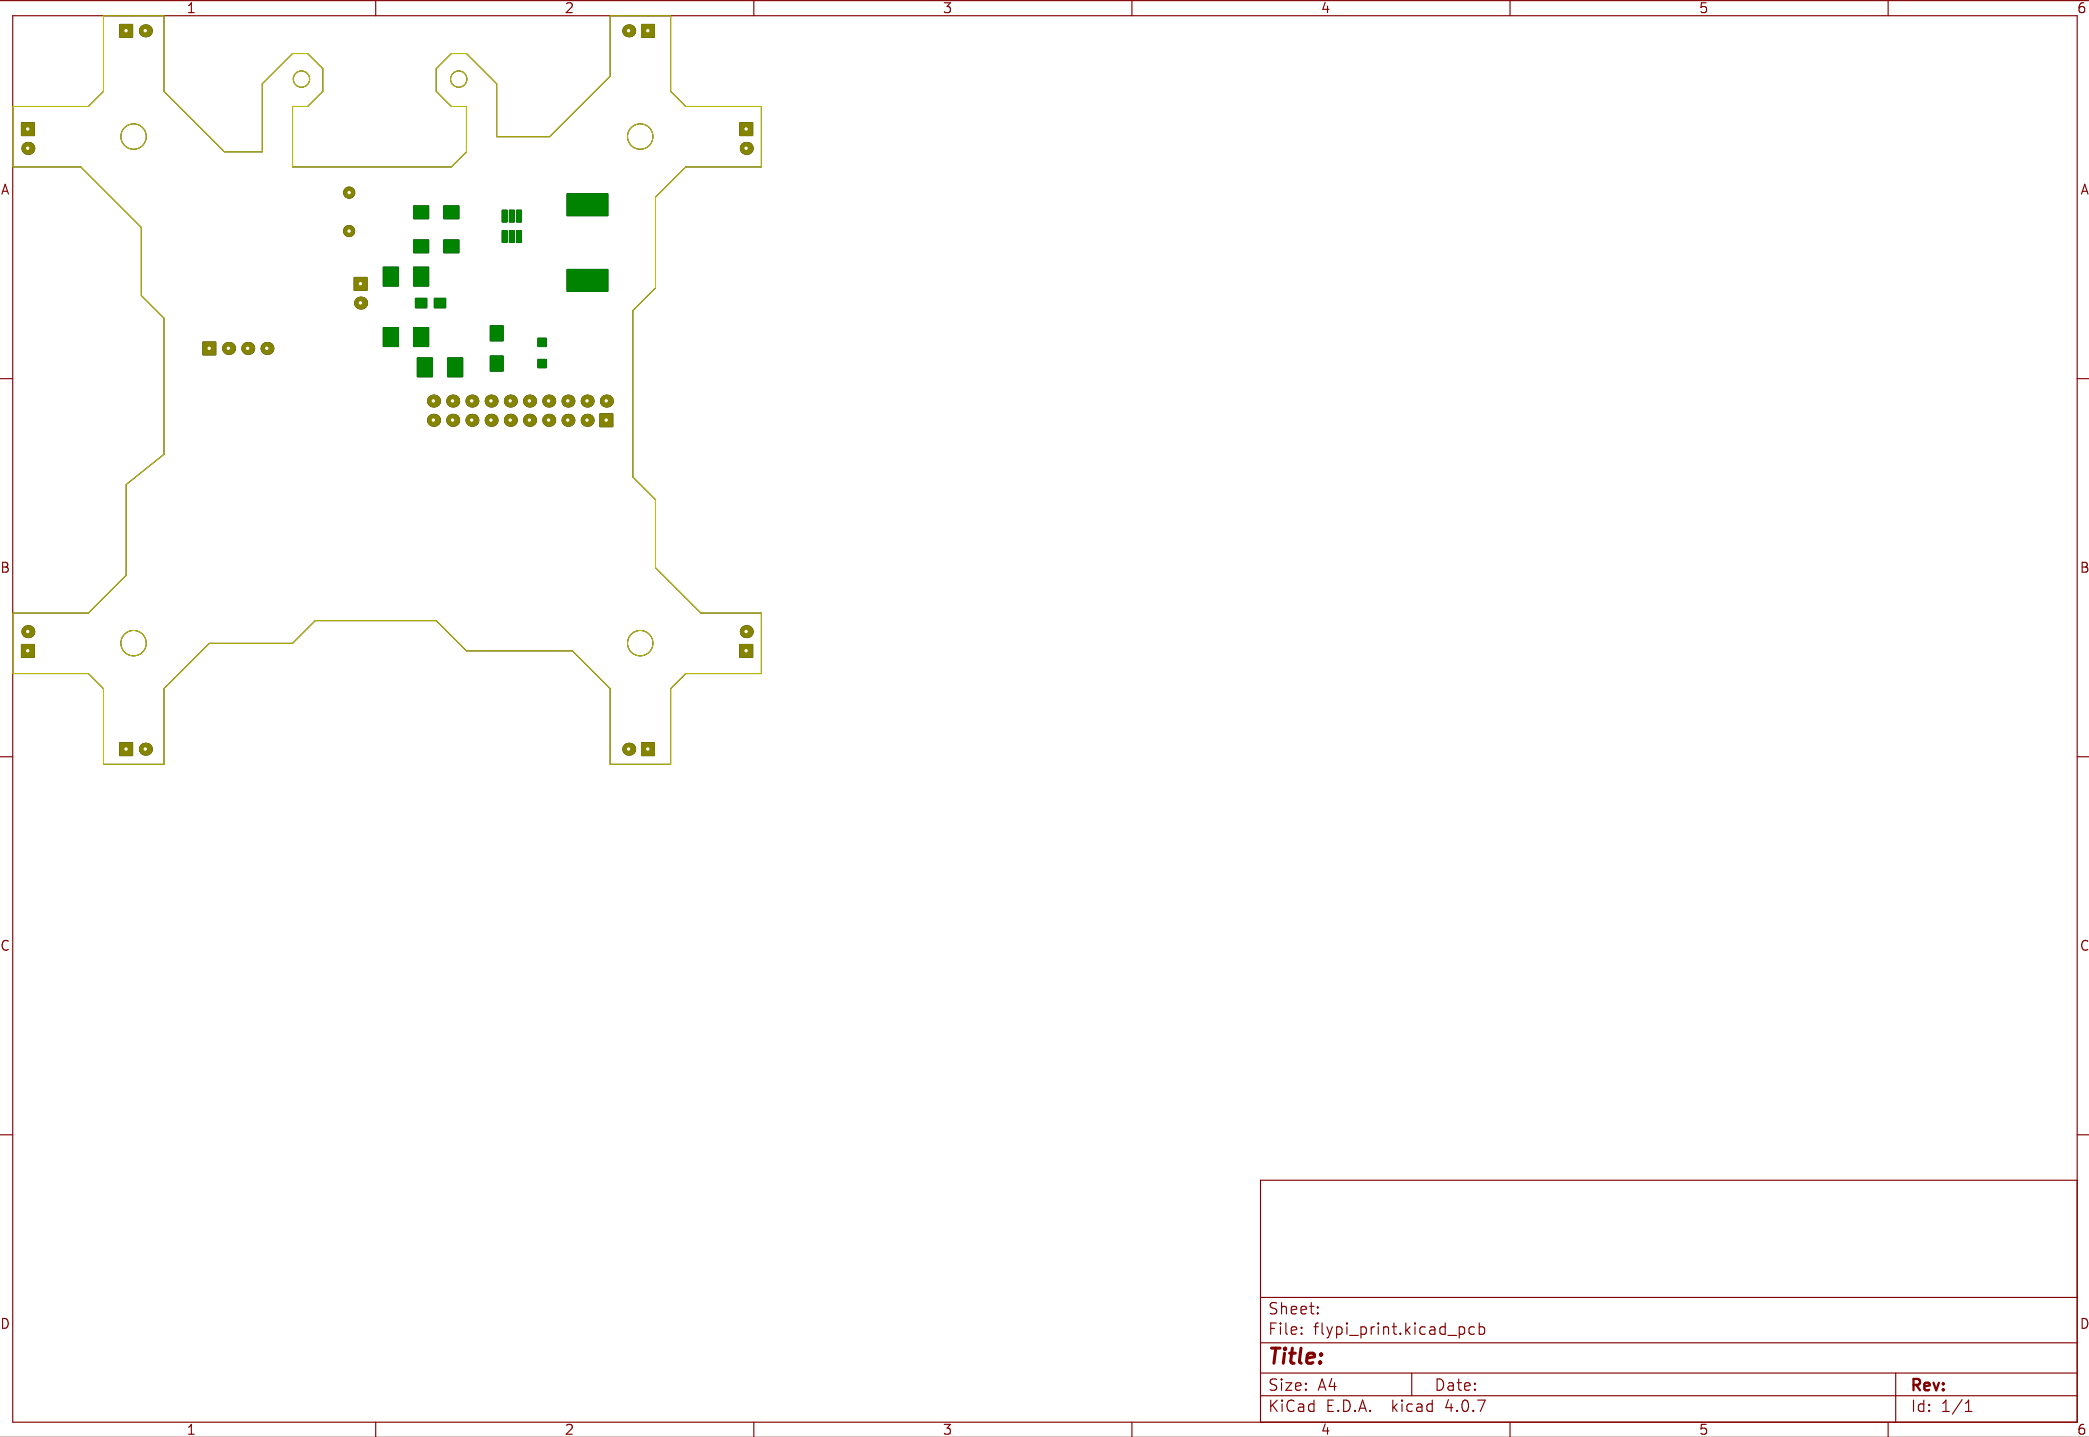 1 2 3 4 5 6
A A
B B
C C
D D
Sheet:
File: flypi_print.kicad_pcb
Title:
Size: A4 Date: Rev:
KiCad E.D.A. kicad 4.0.7 Id: 1/1
1 2 3 4 5 6